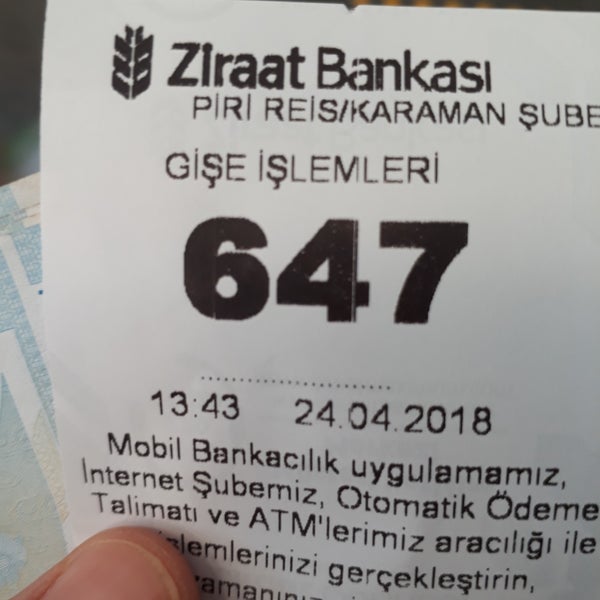 Ziraat Bankası
PİRİ REİS/KARAMAN ŞUBE
GİŞE İŞLEMLERİ
647
13:43 24.04.2018
Mobil Bankacılık uygulamamız,
İnternet Şubemiz, Otomatik Ödeme
Talimatı ve ATM'lerimiz aracılığı ile
işlemlerinizi gerçekleştirin,